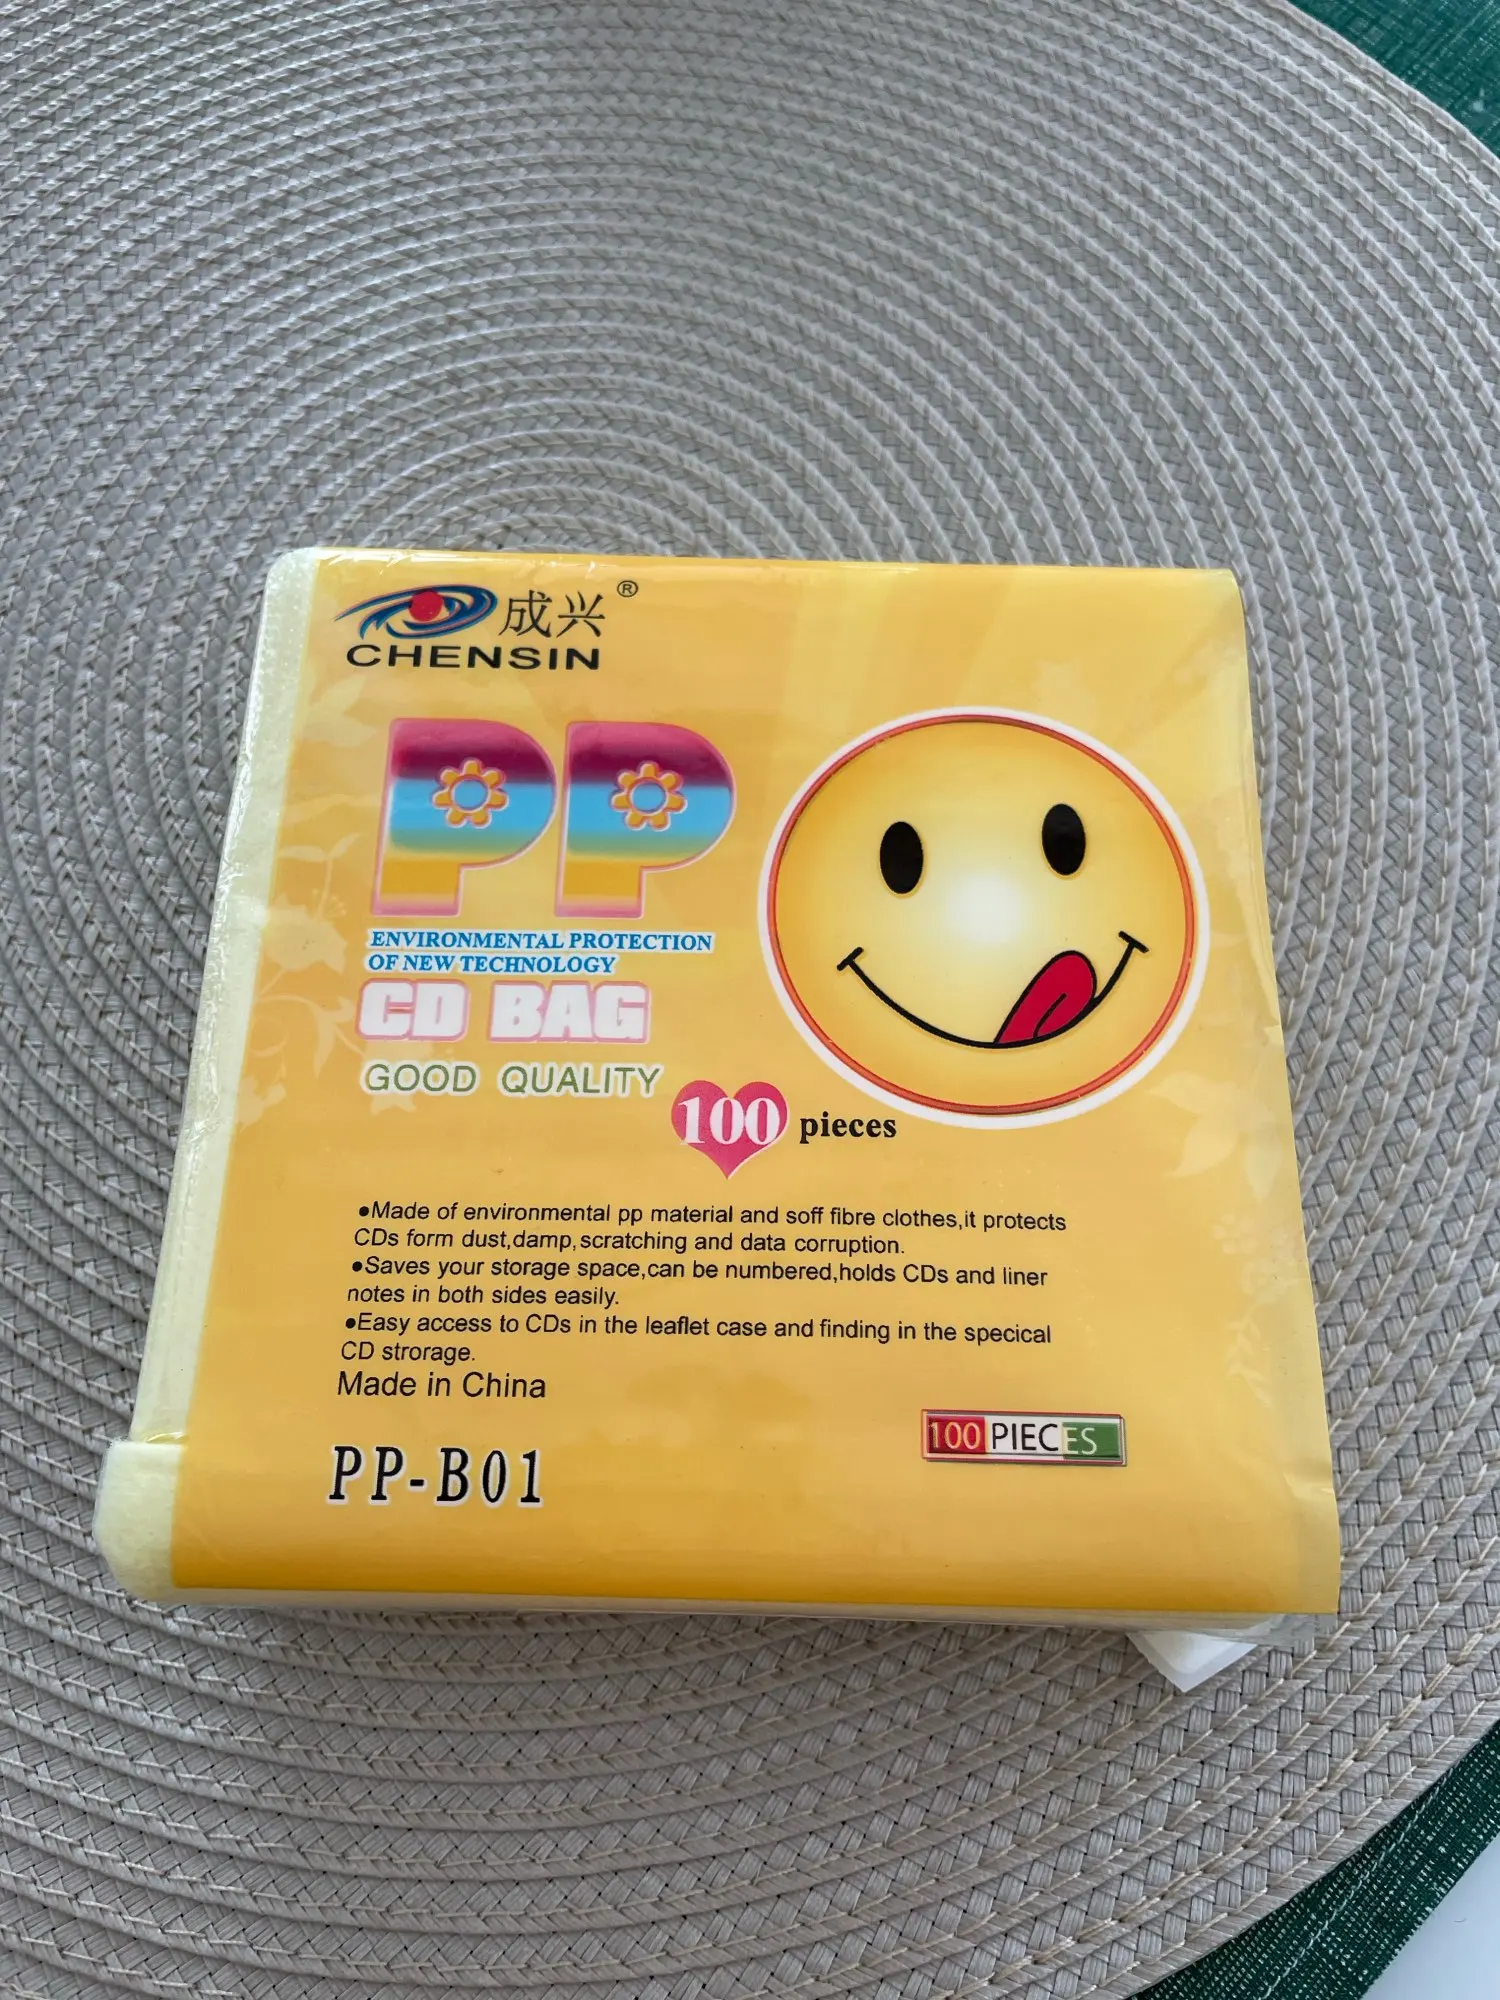 成兴®
CHENSIN
PP
ENVIRONMENTAL PROTECTION
OF NEW TECHNOLOGY
CD BAG
GOOD QUALITY
100 pieces
●Made of environmental pp material and soff fibre clothes,it protects
CDs form dust,damp,scratching and data corruption.
●Saves your storage space,can be numbered,holds CDs and liner
notes in both sides easily.
●Easy access to CDs in the leaflet case and finding in the specical
CD strorage.
Made in China
100 PIECES
PP-B01